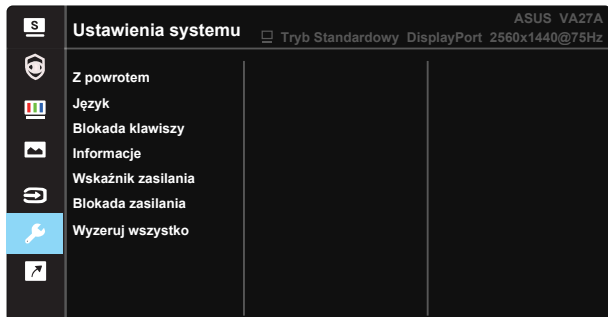 S
ASUS VA27A
Ustawienia systemu
Tryb Standardowy DisplayPort 2560x1440@75Hz
Z powrotem
Język
Blokada klawiszy
Informacje
Wskaźnik zasilania
Blokada zasilania
Wyzeruj wszystko